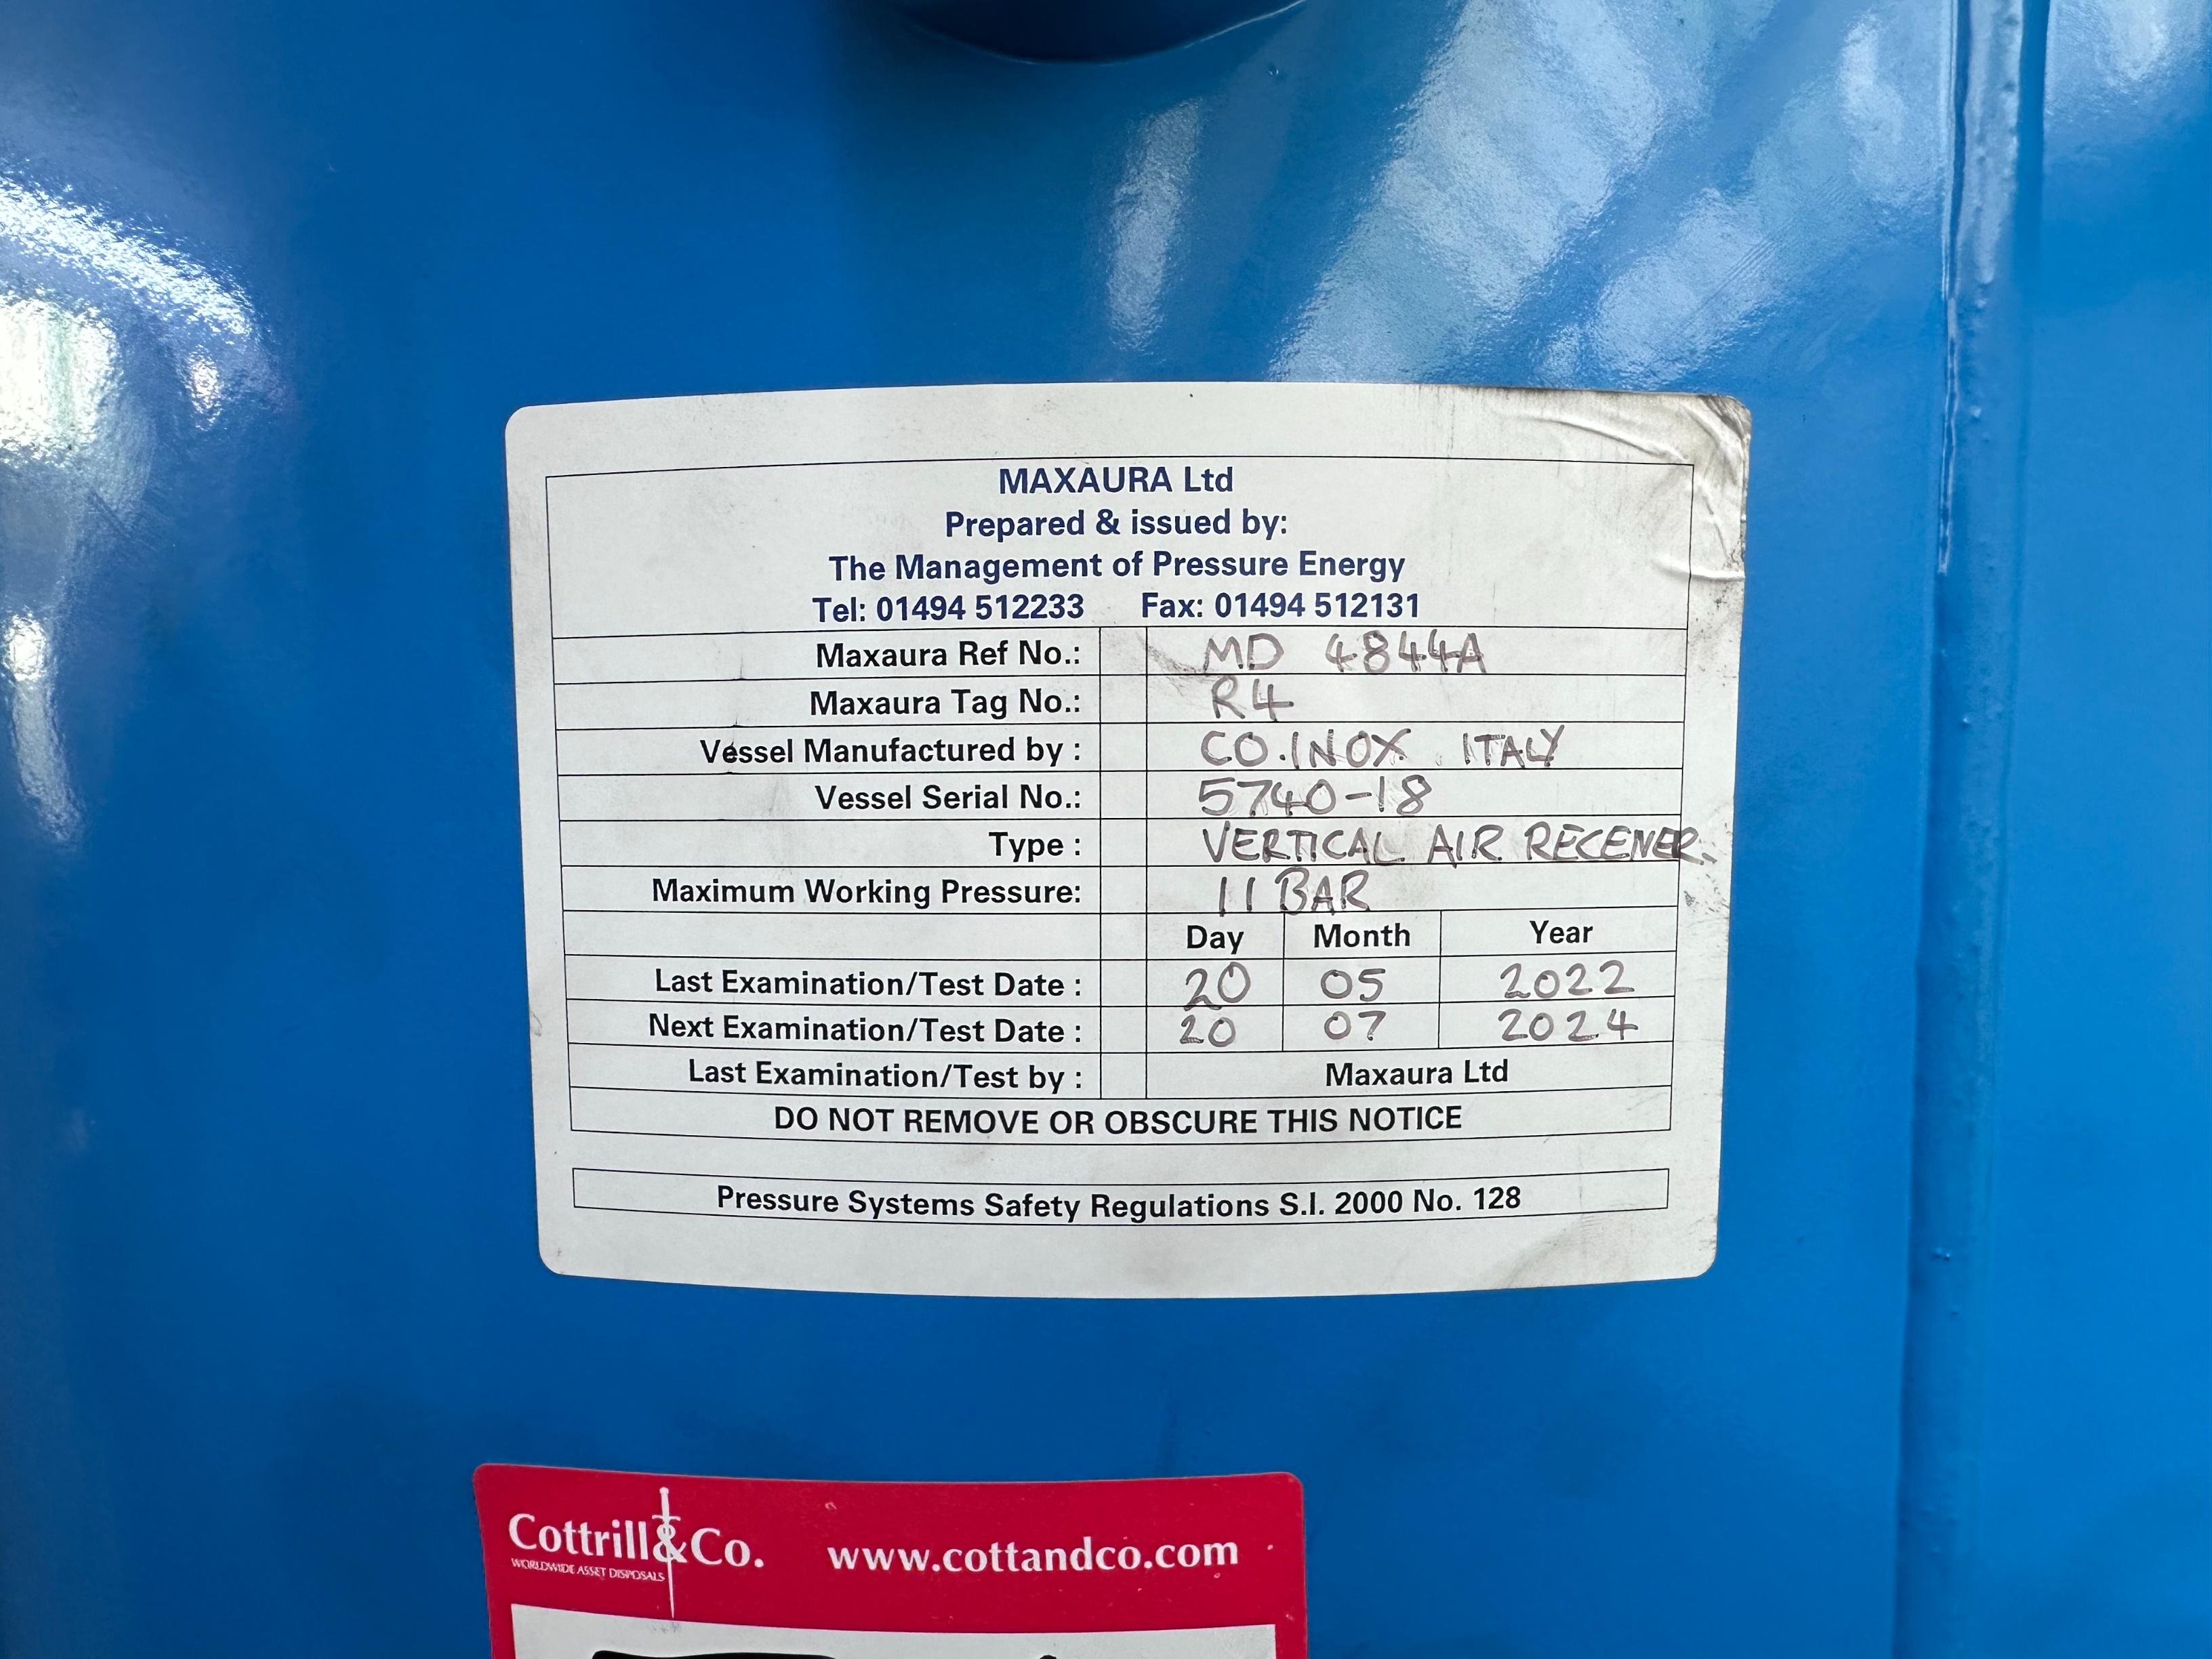 MAXAURA Ltd
Prepared & issued by:
The Management of Pressure Energy
Tel: 01494 512233 Fax: 01494 512131
Maxaura Ref No.: MD 4844A
Maxaura Tag No.: R4
Vessel Manufactured by : CO.INOX. ITALY
Vessel Serial No.: 5740-18
Type : VERTICAL AIR RECEIVER.
Maximum Working Pressure: 11 BAR
Day Month Year
Last Examination/Test Date : 20 05 2022
Next Examination/Test Date : 20 07 2024
Last Examination/Test by : Maxaura Ltd
DO NOT REMOVE OR OBSCURE THIS NOTICE
Pressure Systems Safety Regulations S.I. 2000 No. 128
Cottrill&Co. www.cottandco.com
WORLDWIDE ASSET DISPOSALS